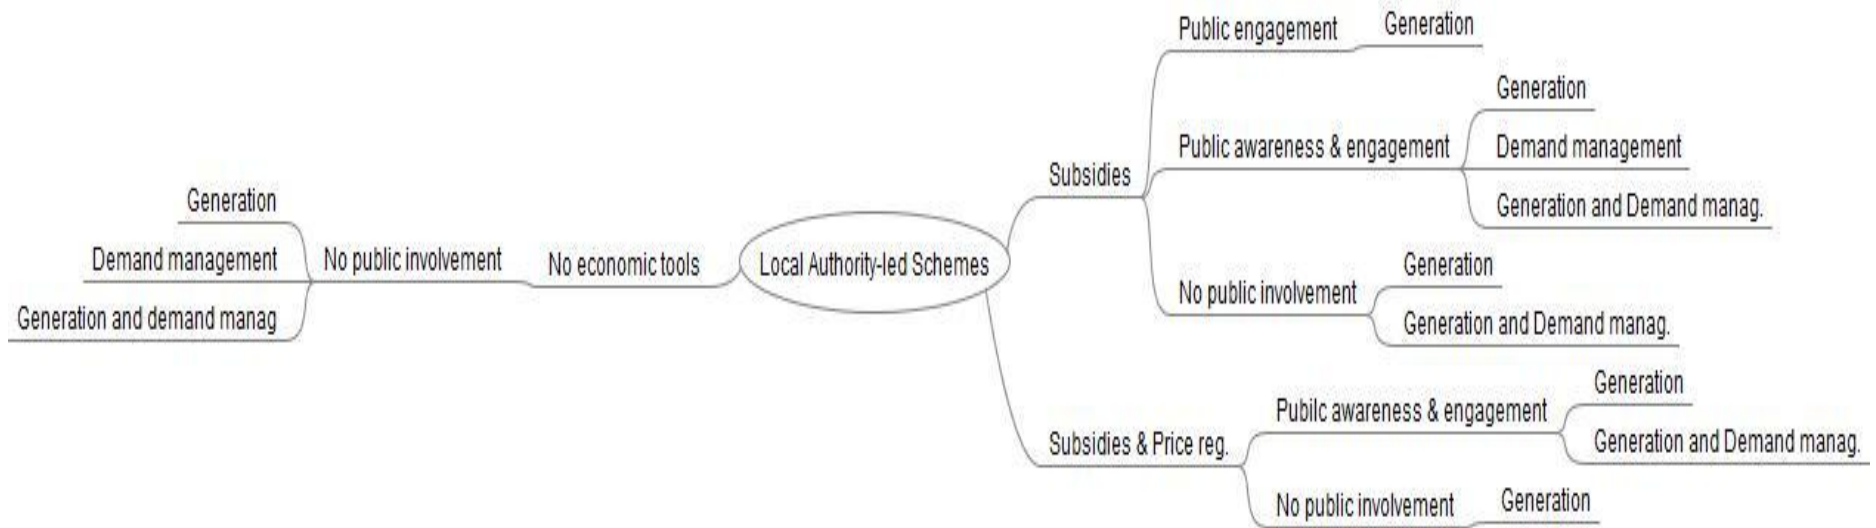 Public engagement
Generation
Generation
Public awareness & engagement
Demand management
Subsidies
Generation and Demand manag.
Generation
Demand management
No public involvement
No economic tools
Local Authority-led Schemes
Generation and demand manag
No public involvement
Generation
Generation and Demand manag.
Subsidies & Price reg.
Pubilc awareness & engagement
Generation
Generation and Demand manag.
No public involvement
Generation